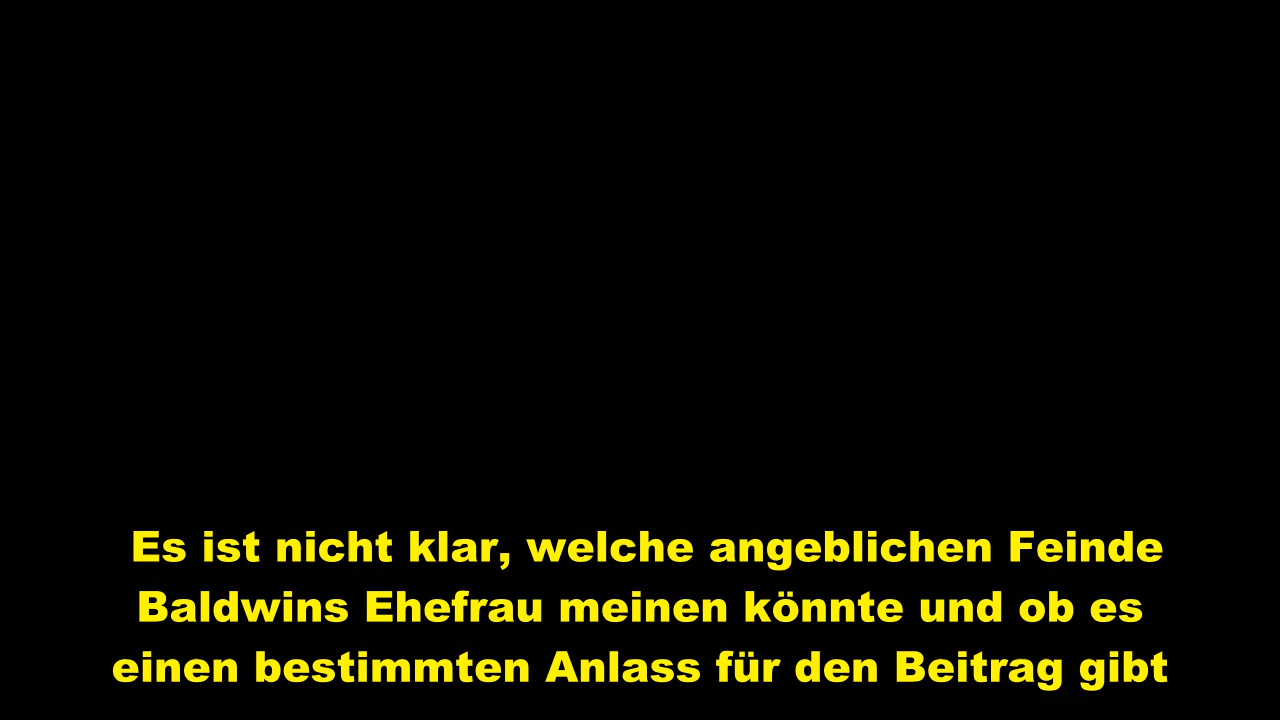 Es ist nicht klar, welche angeblichen Feinde
Baldwins Ehefrau meinen könnte und ob es
einen bestimmten Anlass für den Beitrag gibt